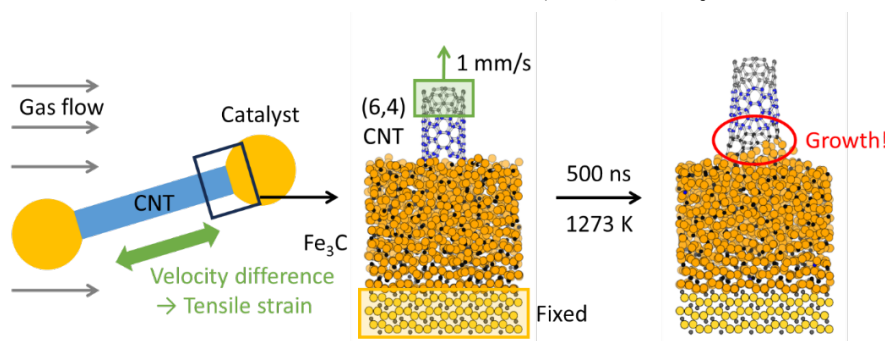 Gas flow
Catalyst
CNT
Velocity difference
→ Tensile strain
1 mm/s
(6,4)
CNT
Fe₃C
Fixed
500 ns
1273 K
Growth!